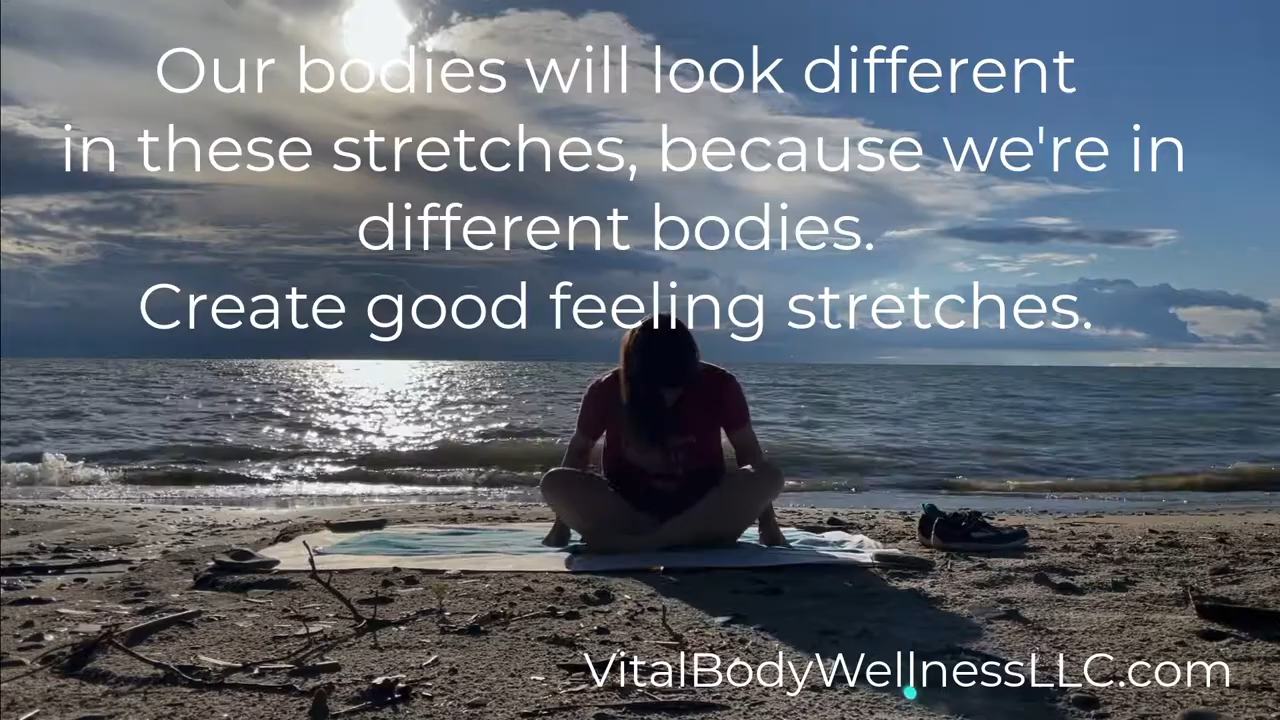 Our bodies will look different
in these stretches, because we're in
different bodies.
Create good feeling stretches.
VitalBodyWellnessLLC.com